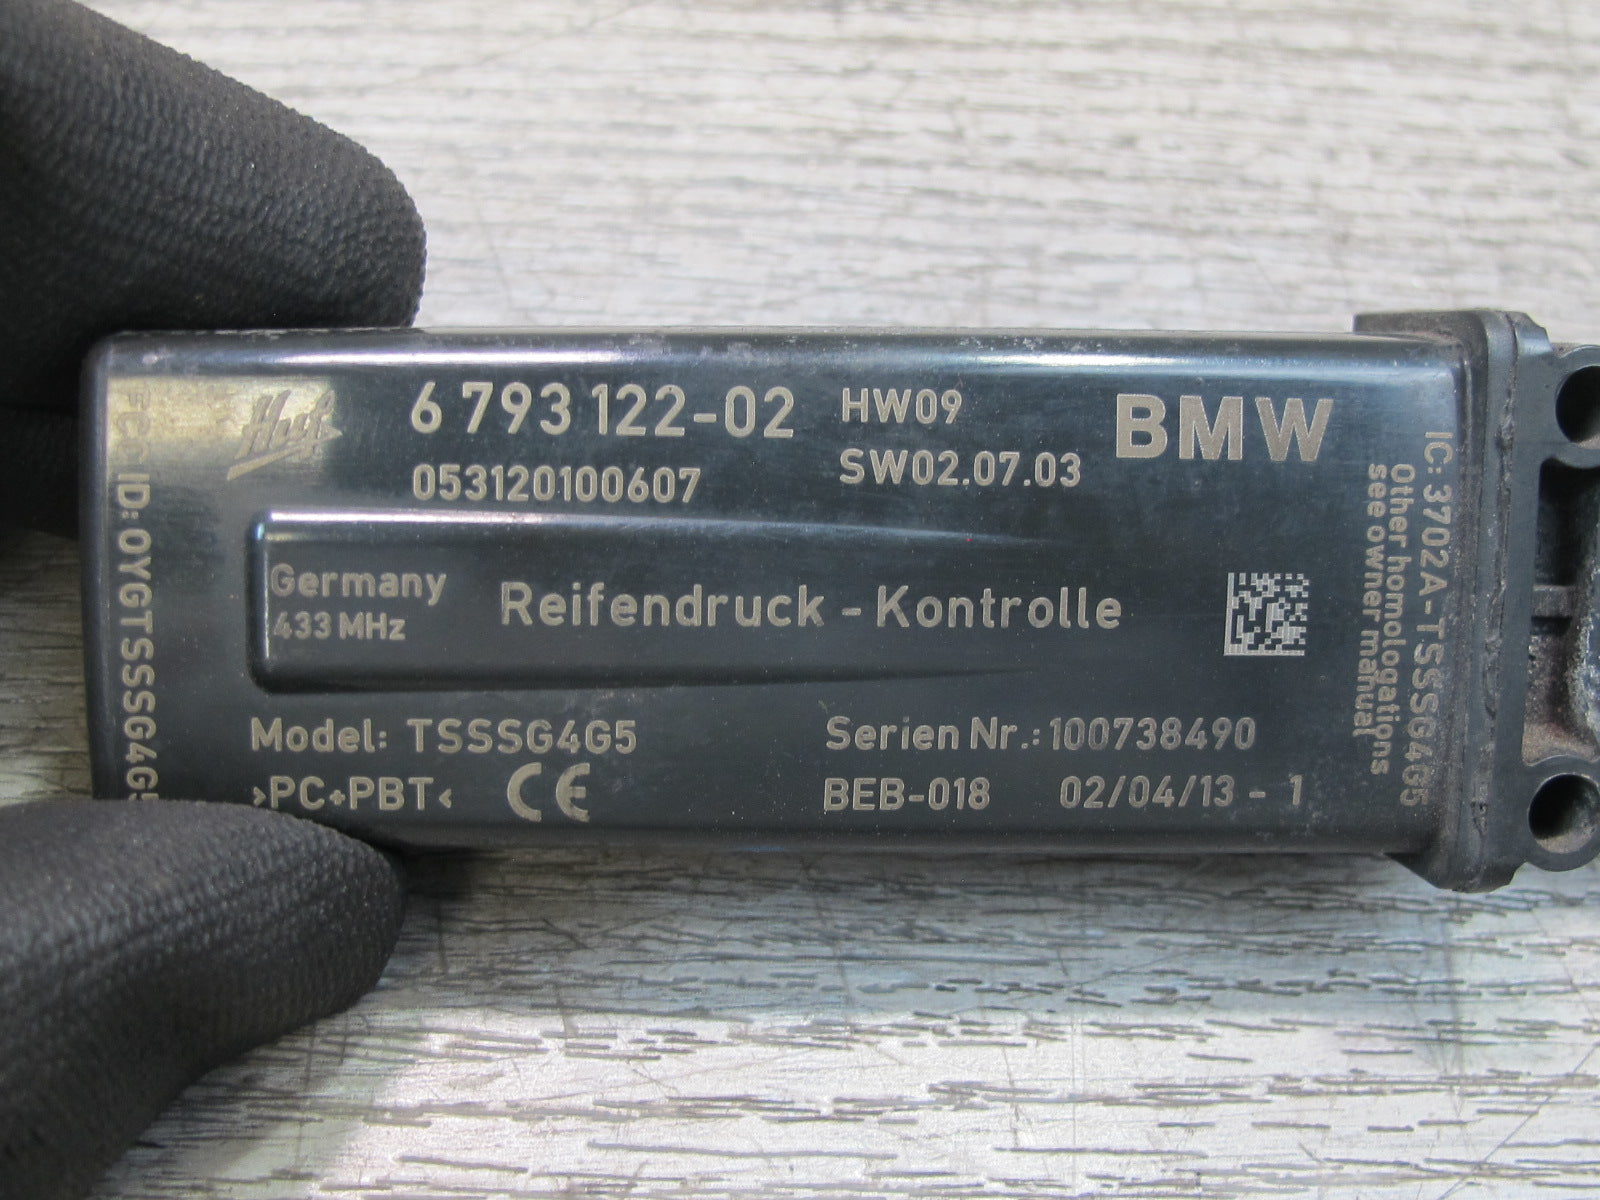 Huf
6 793 122-02
HW09
BMW
053120100607
SW02.07.03
Germany
433 MHz
Reifendruck - Kontrolle
Model: TSSSG4G5
Serien Nr.: 100738490
>PC+PBT<
CE
BEB-018
02/04/13 - 1
FCC ID: OYGTSSSG4G5
IC: 3702A-TSSSG4G5
Other homologations
see owner manual